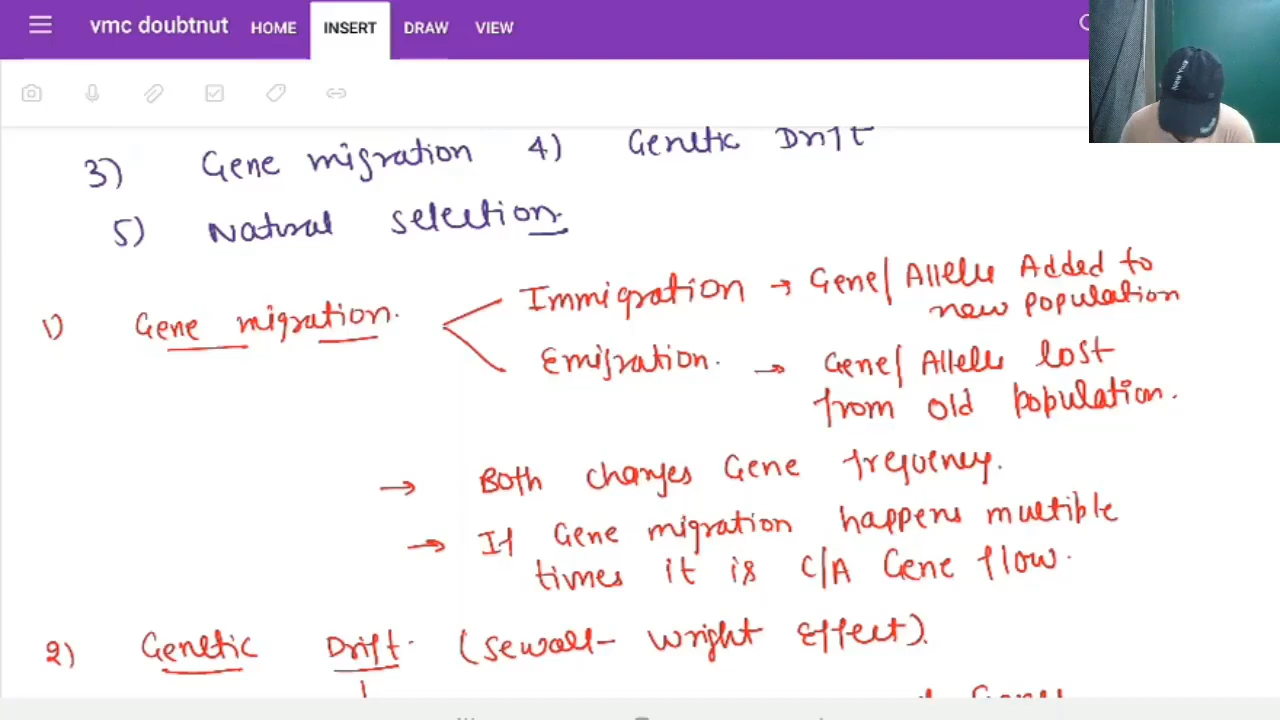 vmc doubtnut HOME INSERT DRAW VIEW
New York
3) Gene migration 4) Genetic Drift
5) Natural selection.
1) Gene migration.
Immigration → Gene/Allele Added to
new population
Emigration. → Gene/Allele lost
from old population.
→ Both changes Gene frequency.
→ If Gene migration happens multiple
times it is C/A Gene flow.
2) Genetic Drift. (Sewall-Wright Effect).